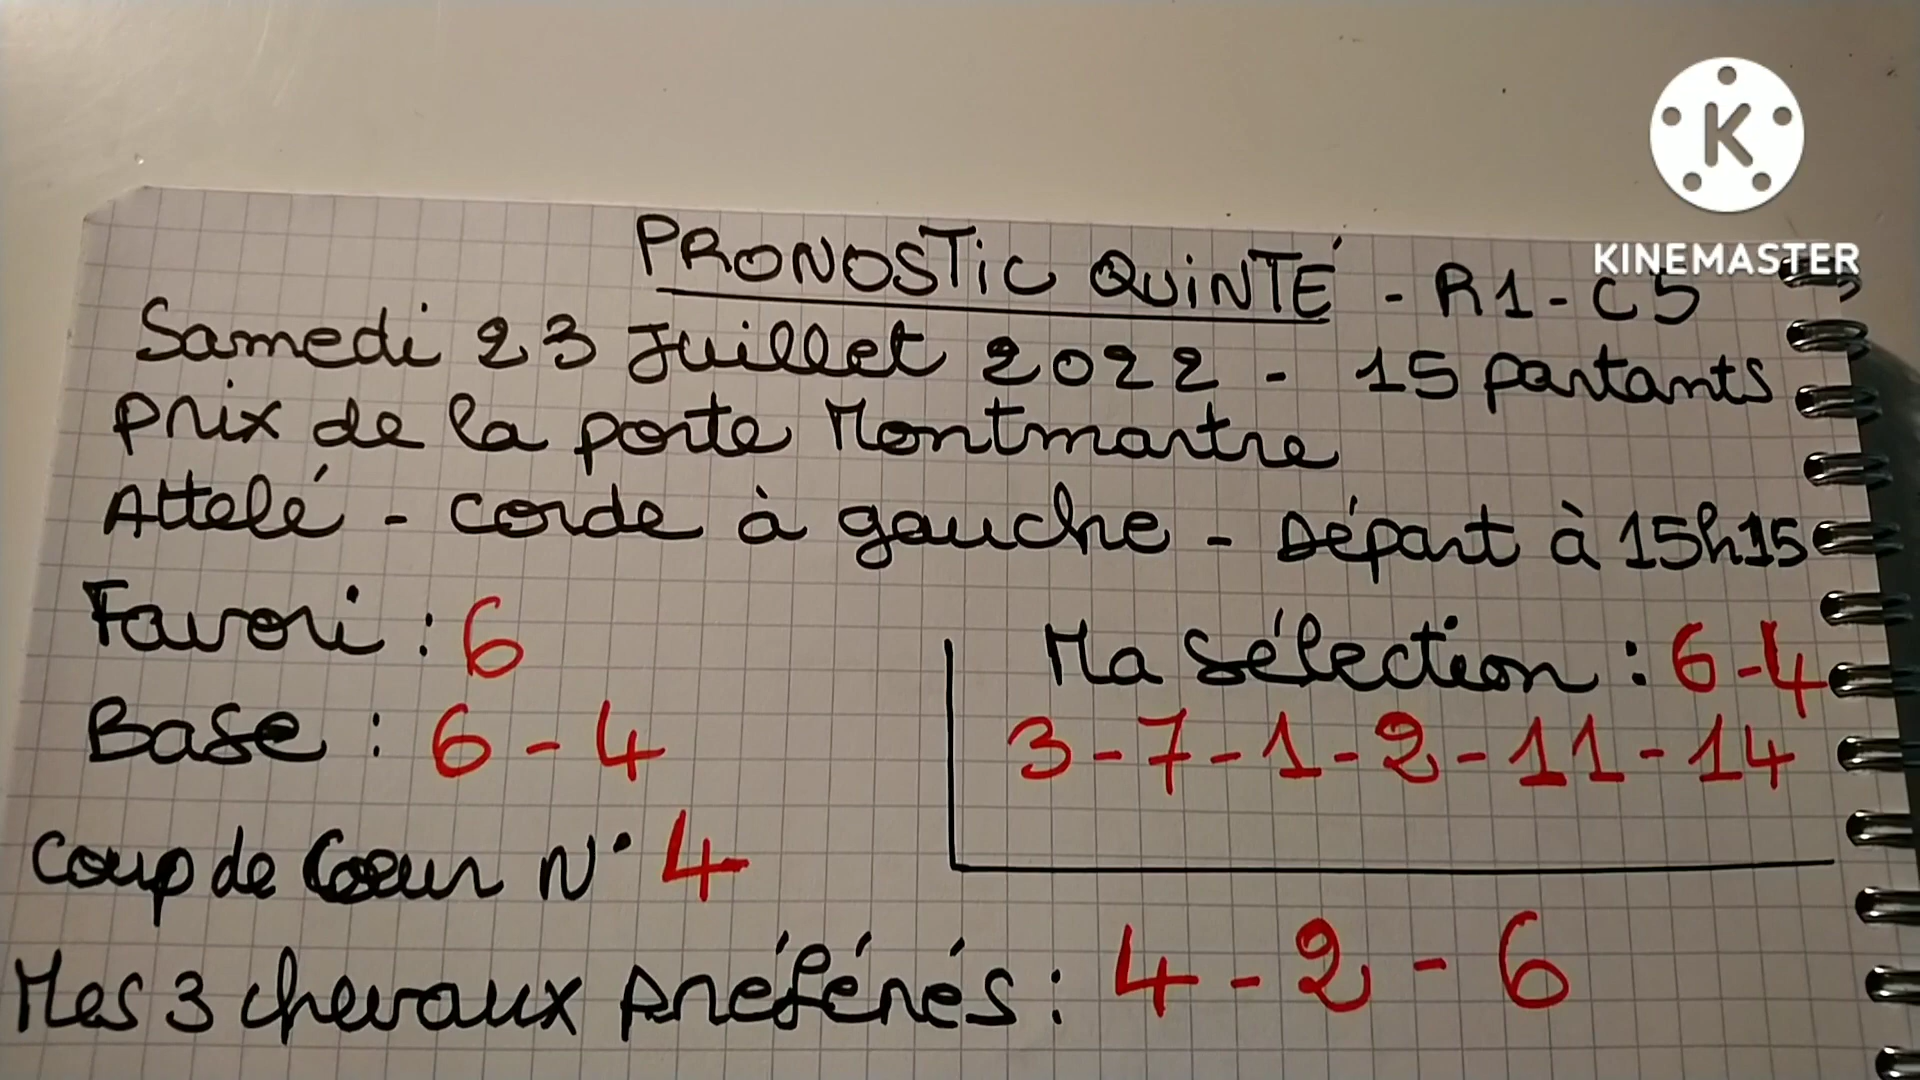 KINEMASTER
PRONOSTIC QUINTÉ - R1 - C5
Samedi 23 Juillet 2022 - 15 partants
Prix de la porte Montmartre
Attelé - corde à gauche - Départ à 15h15
Favori : 6
Base : 6 - 4
Coup de Coeur N° 4
Ma sélection : 6-4
3-7-1-2-11-14
Mes 3 chevaux préférés : 4 - 2 - 6